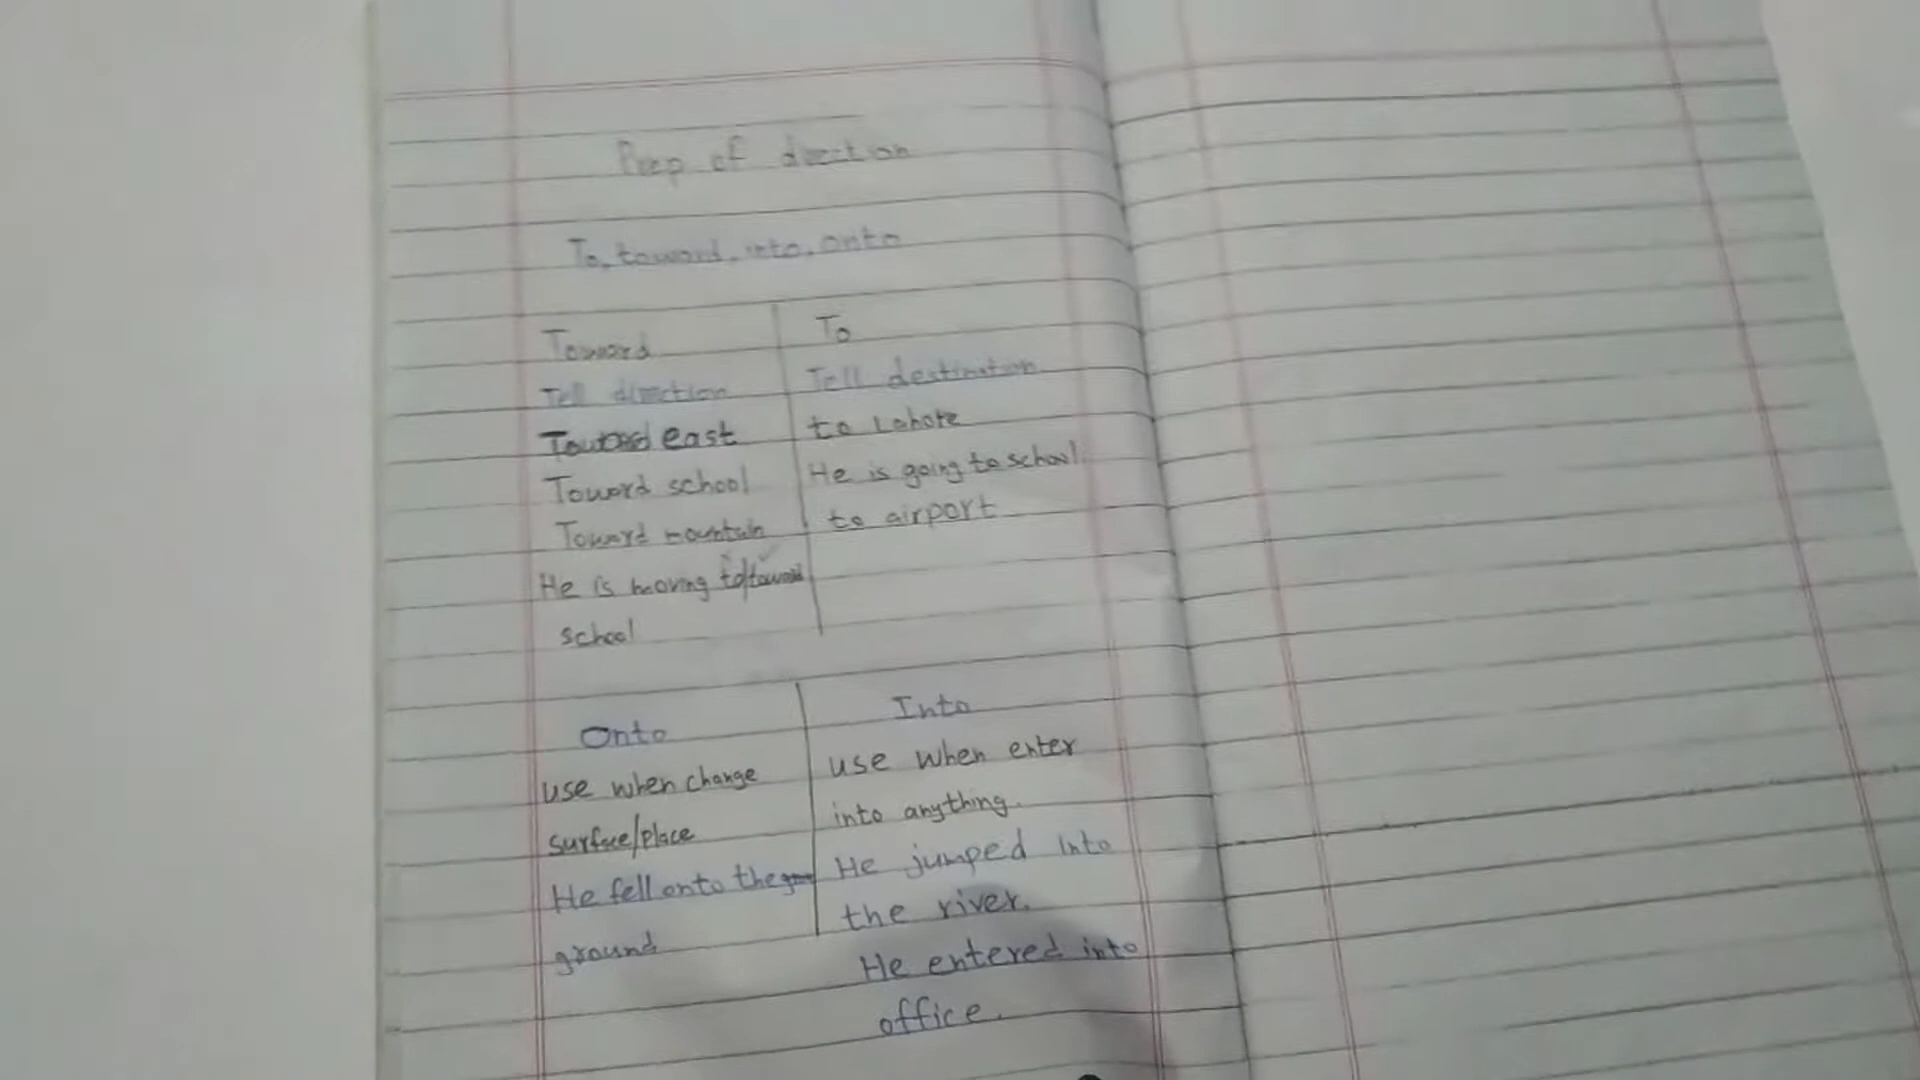 Prep of direction
To, toward, into, onto
Toward
Tell direction
Toward east
Toward school
Toward mountain
He is moving to/toward
school
To
Tell destination
to Lahore
He is going to school.
to airport
Onto
use when change
surface/place
He fell onto the
ground
Into
use when enter
into anything.
He jumped into
the river.
He entered into
office.